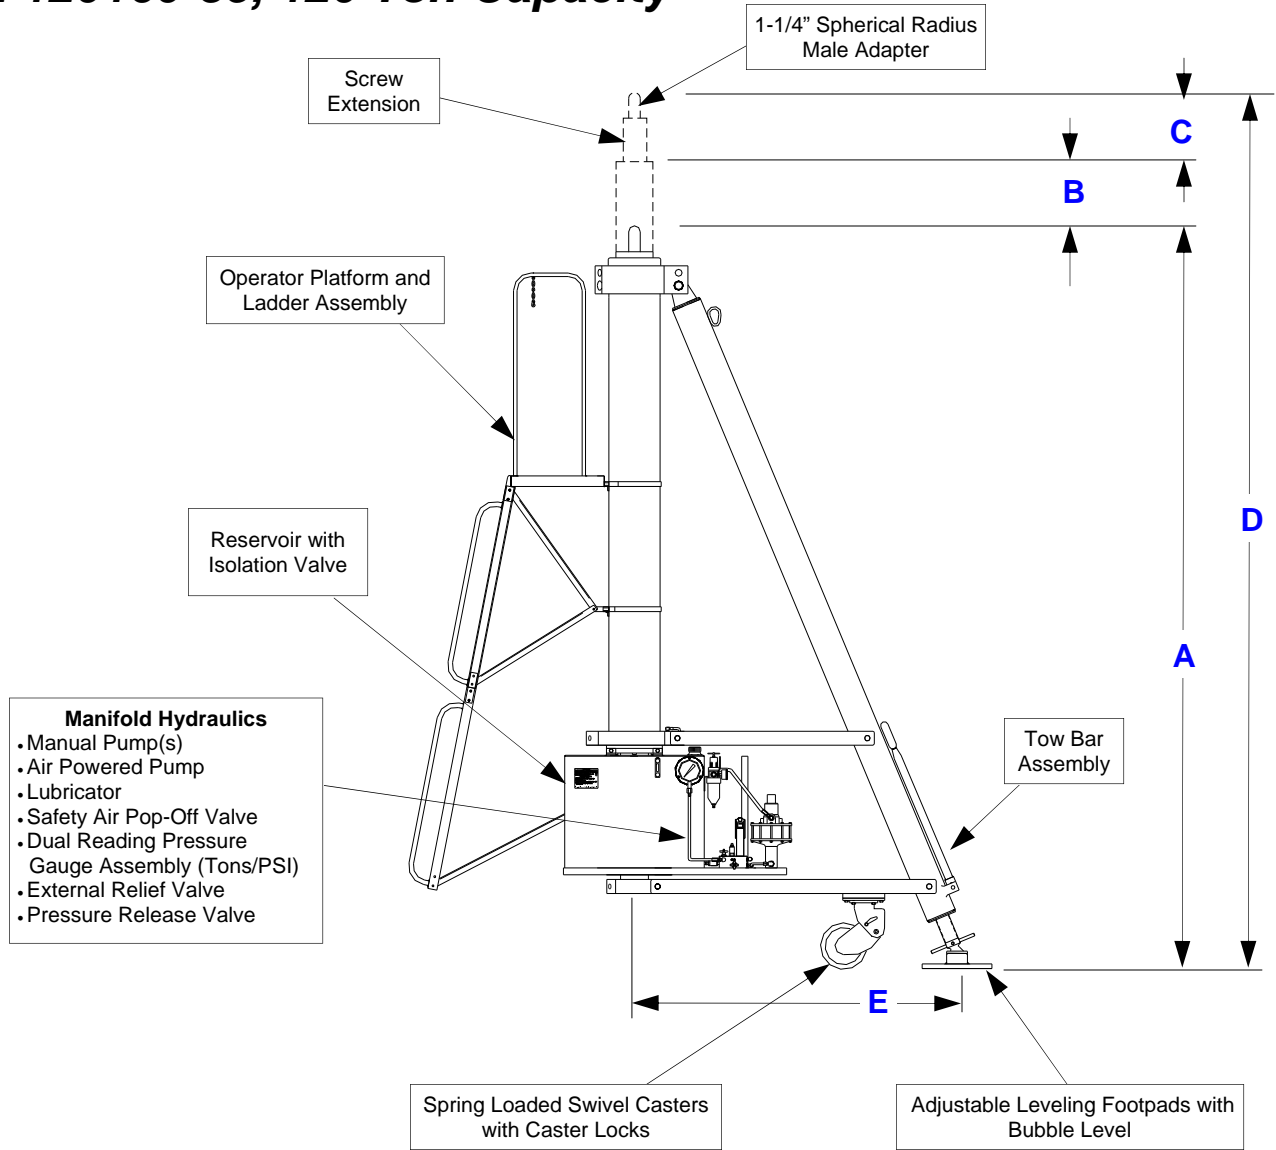 120 Ton Capacity
1-1/4” Spherical Radius
Male Adapter
Screw
Extension
C
B
Operator Platform and
Ladder Assembly
D
Reservoir with
Isolation Valve
A
Manifold Hydraulics
• Manual Pump(s)
• Air Powered Pump
• Lubricator
• Safety Air Pop-Off Valve
• Dual Reading Pressure
Gauge Assembly (Tons/PSI)
• External Relief Valve
• Pressure Release Valve
Tow Bar
Assembly
E
Spring Loaded Swivel Casters
with Caster Locks
Adjustable Leveling Footpads with
Bubble Level